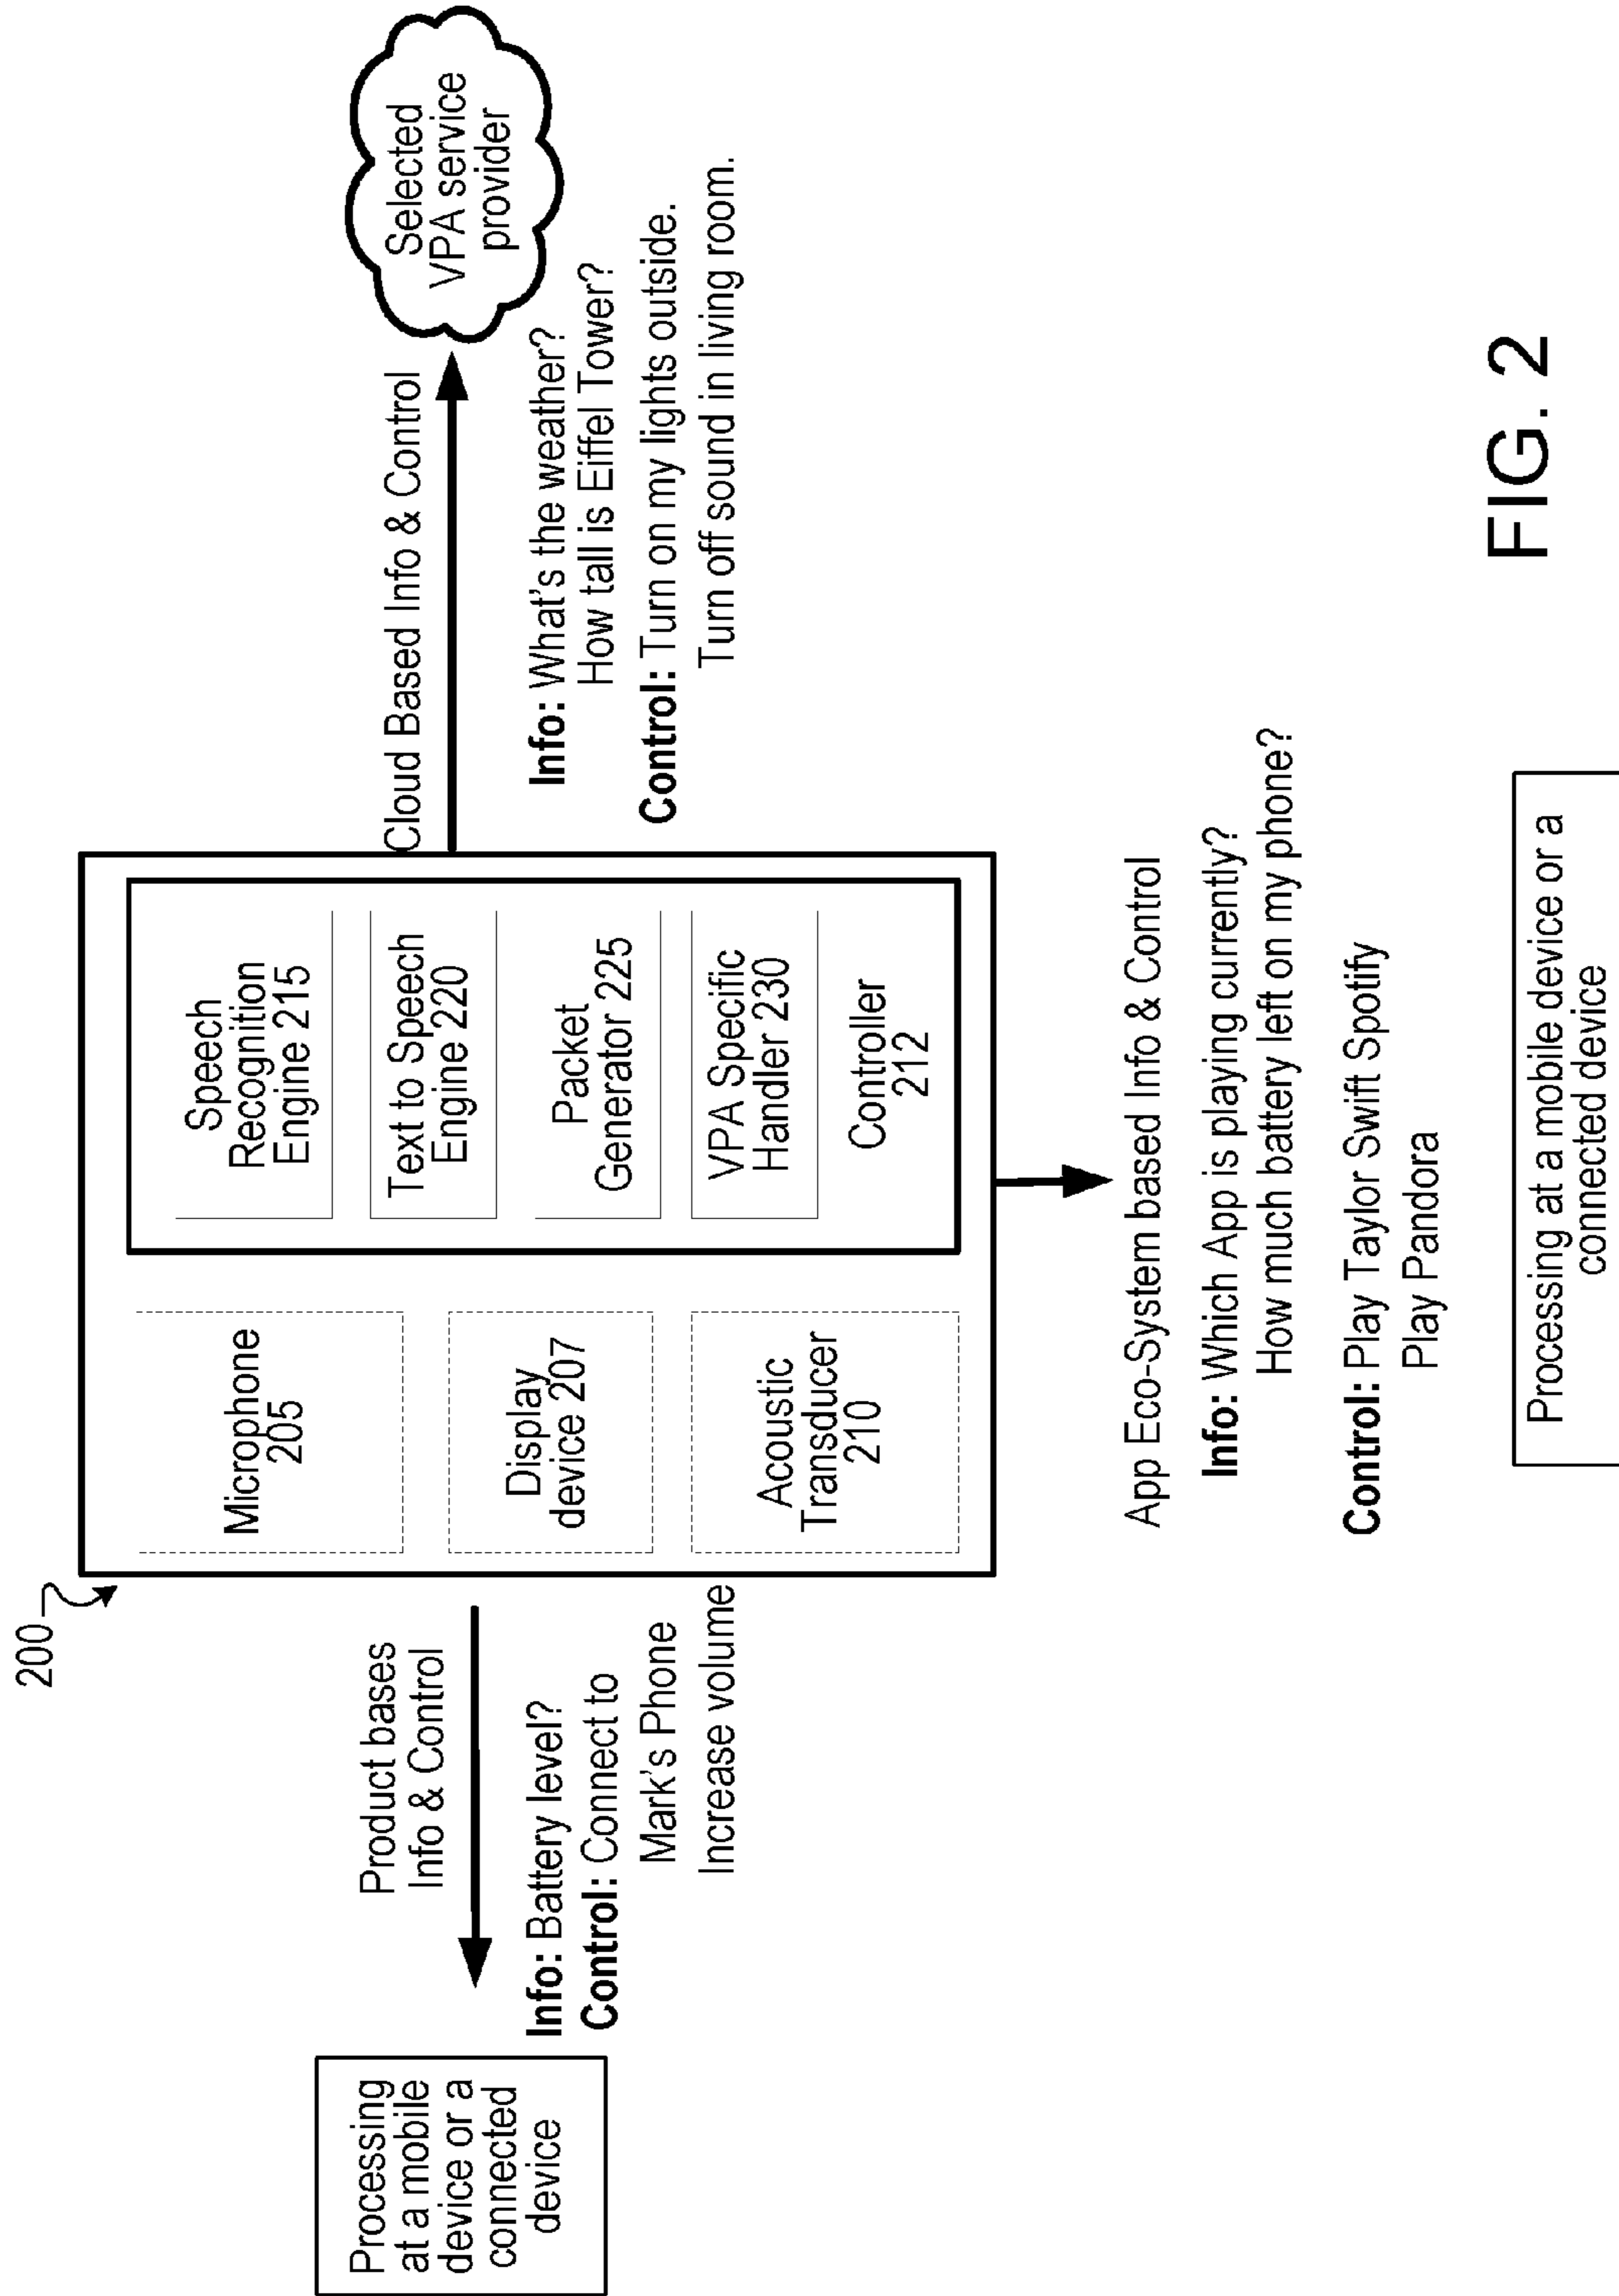 200
Processing
at a mobile
device or a
connected
device
Product bases
Info & Control
Info: Battery level?
Control: Connect to
Mark's Phone
Increase volume
Microphone
205
Display
device 207
Acoustic
Transducer
210
Speech
Recognition
Engine 215
Text to Speech
Engine 220
Packet
Generator 225
VPA Specific
Handler 230
Controller
212
Cloud Based Info & Control
Selected
VPA service
provider
Info: What's the weather?
How tall is Eiffel Tower?
Control: Turn on my lights outside.
Turn off sound in living room.
App Eco-System based Info & Control
Info: Which App is playing currently?
How much battery left on my phone?
Control: Play Taylor Swift Spotify
Play Pandora
Processing at a mobile device or a
connected device
FIG. 2